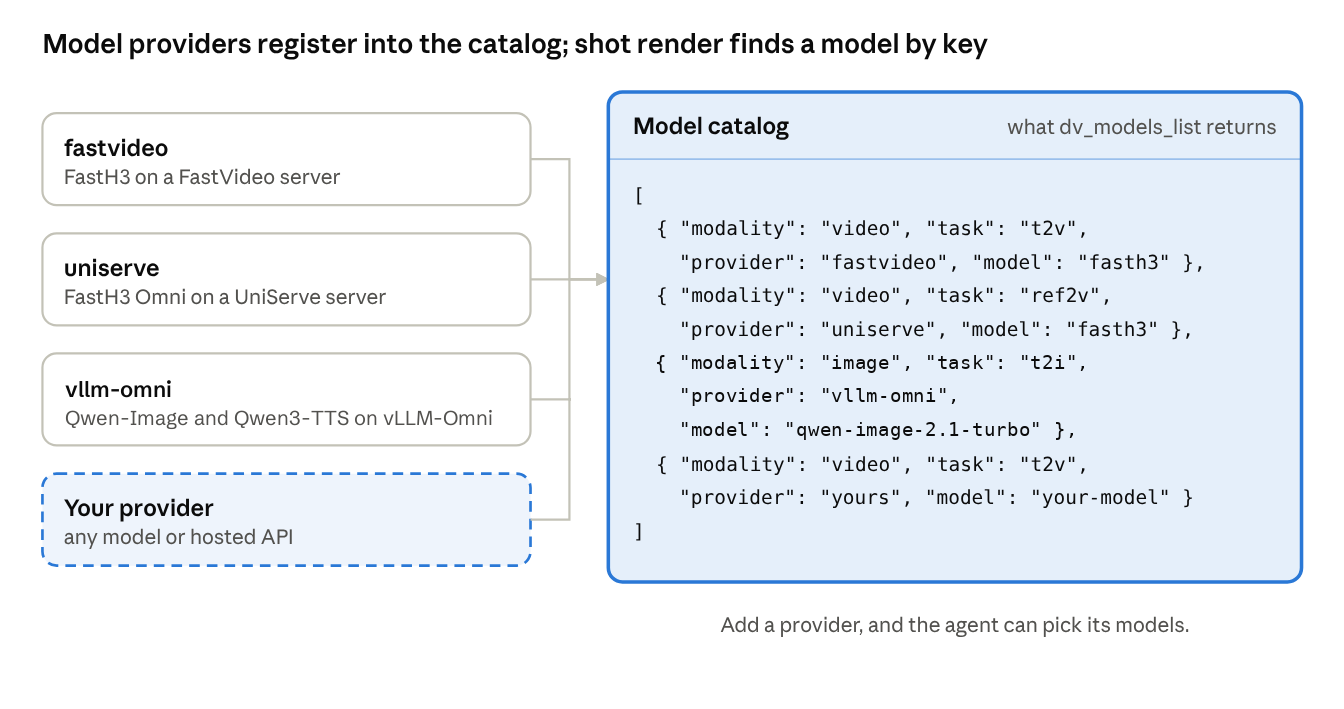 Model providers register into the catalog; shot render finds a model by key
fastvideo
FastH3 on a FastVideo server
uniserve
FastH3 Omni on a UniServe server
vllm-omni
Qwen-Image and Qwen3-TTS on vLLM-Omni
Your provider
any model or hosted API
Model catalog
what dv_models_list returns
[
{ "modality": "video", "task": "t2v",
"provider": "fastvideo", "model": "fasth3" },
{ "modality": "video", "task": "ref2v",
"provider": "uniserve", "model": "fasth3" },
{ "modality": "image", "task": "t2i",
"provider": "vllm-omni",
"model": "qwen-image-2.1-turbo" },
{ "modality": "video", "task": "t2v",
"provider": "yours", "model": "your-model" }
]
Add a provider, and the agent can pick its models.